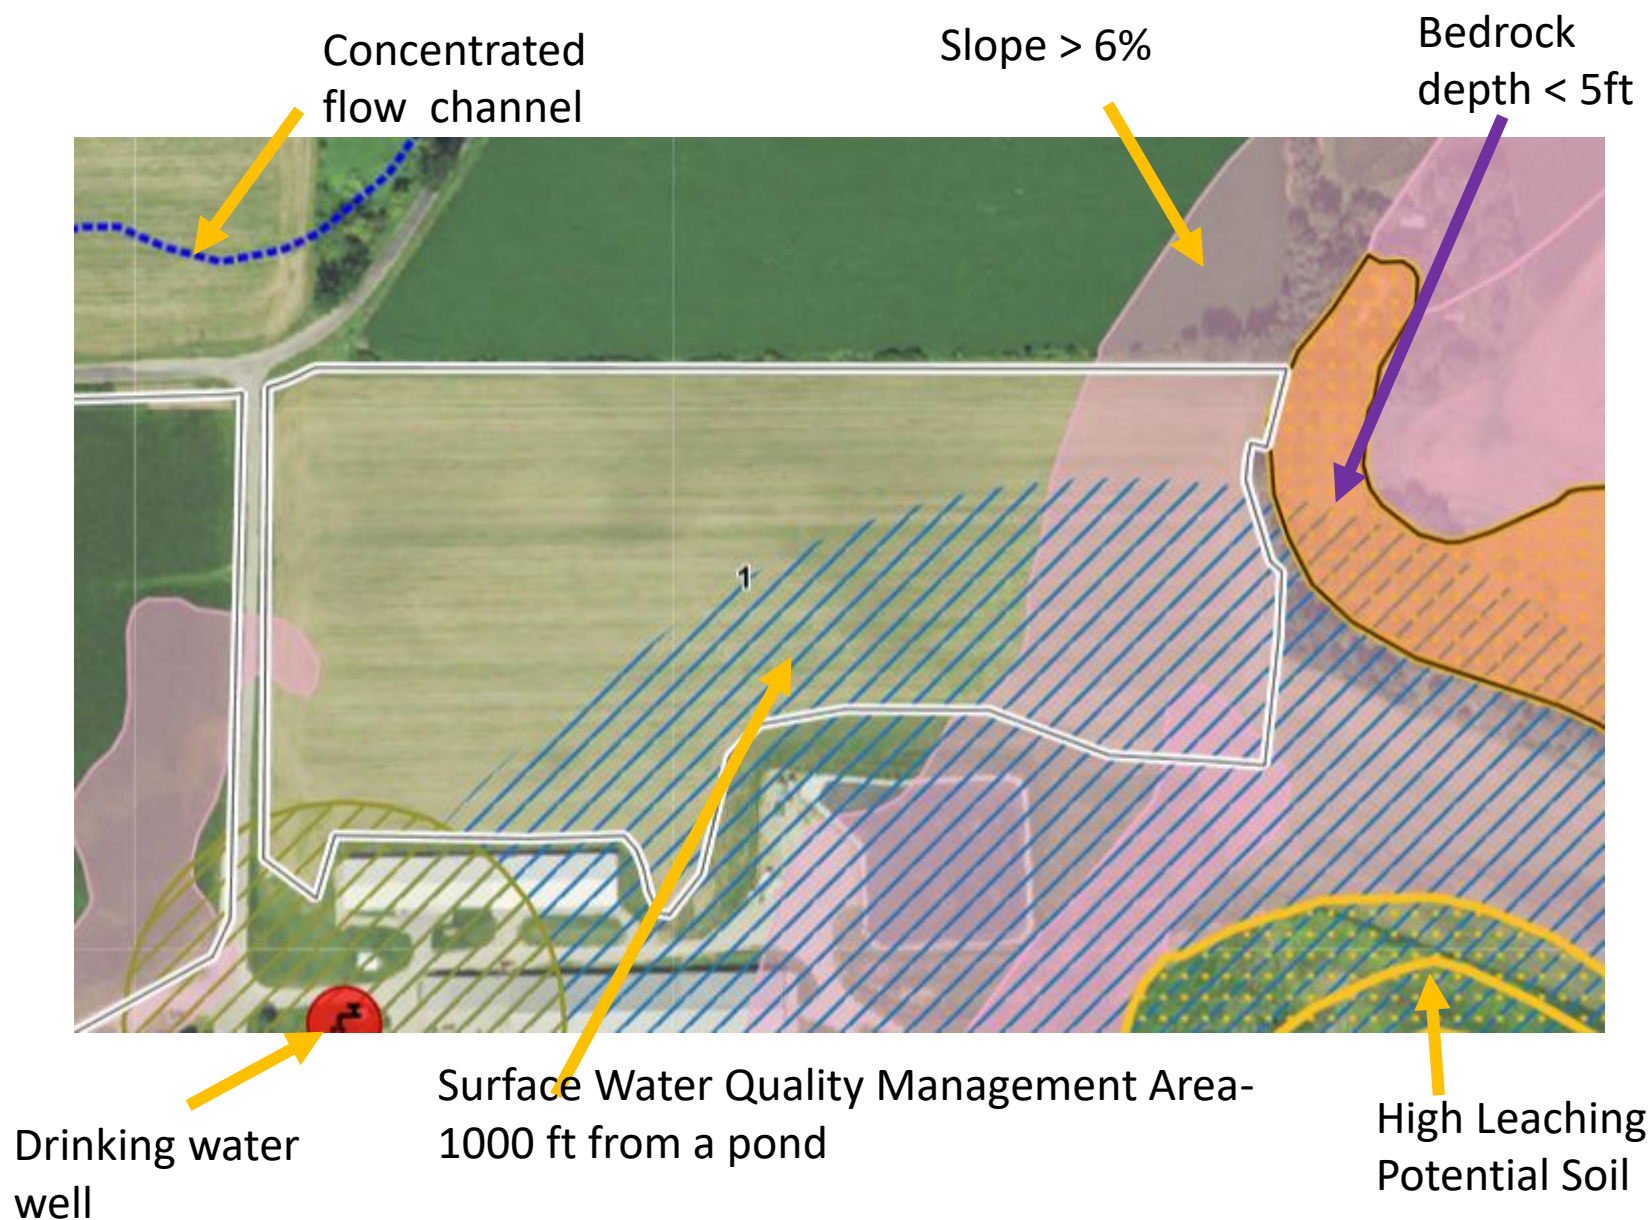 Concentrated
flow  channel
Slope > 6%
Bedrock
depth < 5ft
1
Surface Water Quality Management Area-
1000 ft from a pond
Drinking water
well
High Leaching
Potential Soil